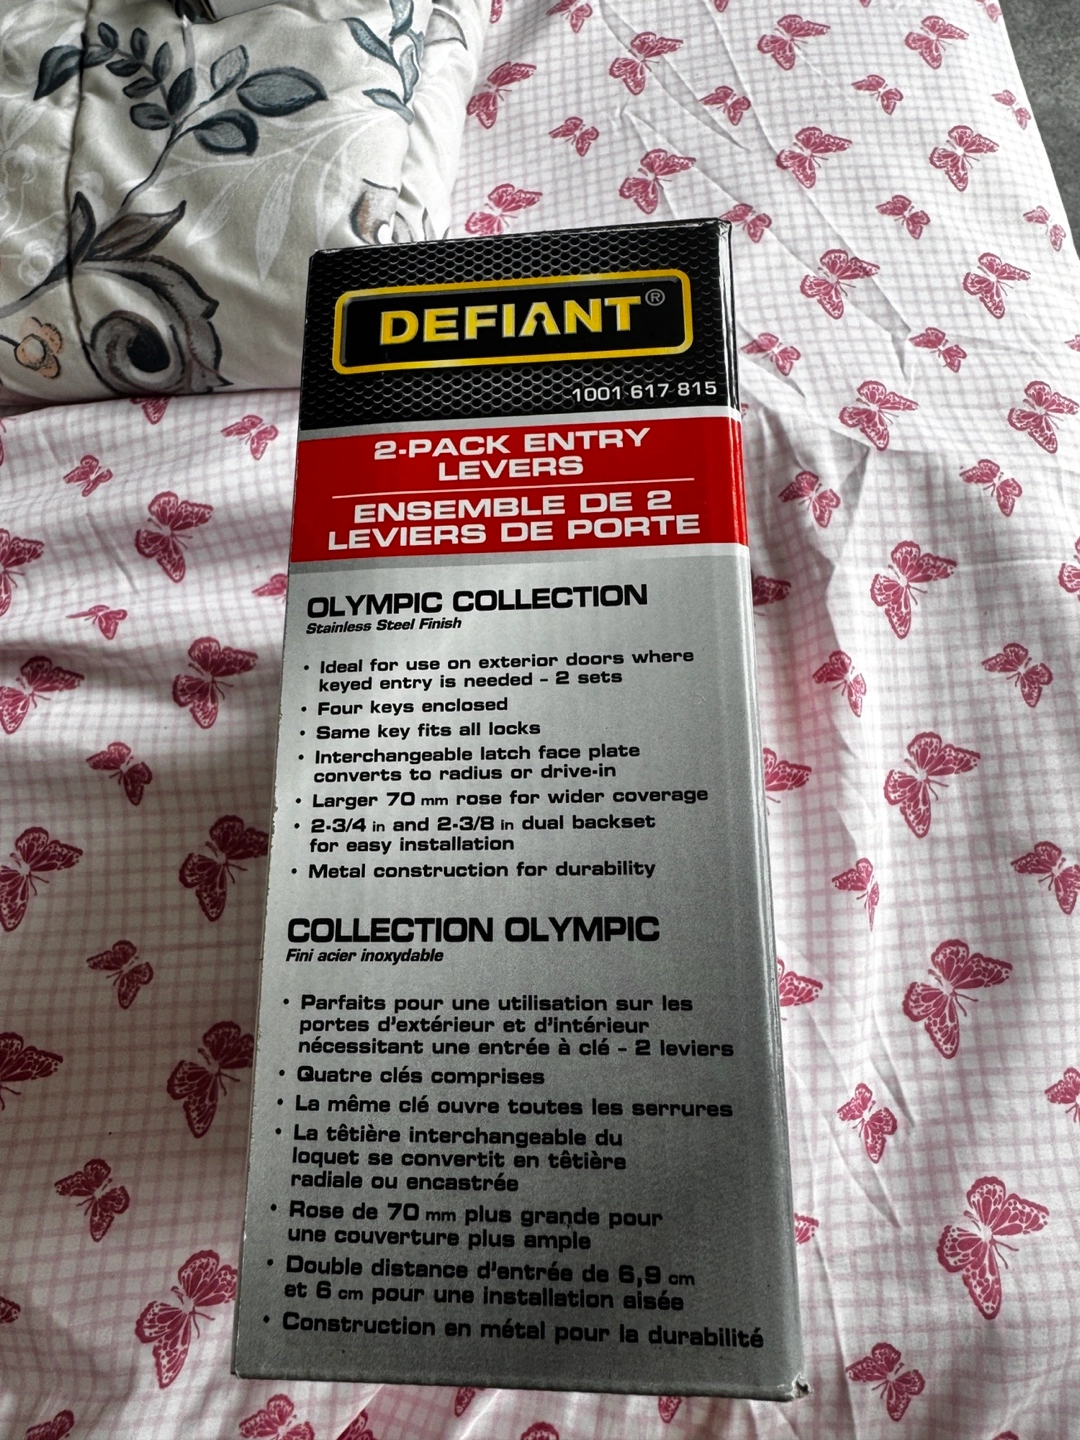 DEFIANT®
1001 617 815
2-PACK ENTRY
LEVERS
ENSEMBLE DE 2
LEVIERS DE PORTE
OLYMPIC COLLECTION
Stainless Steel Finish
• Ideal for use on exterior doors where
keyed entry is needed - 2 sets
• Four keys enclosed
• Same key fits all locks
• Interchangeable latch face plate
converts to radius or drive-in
• Larger 70 mm rose for wider coverage
• 2-3/4 in and 2-3/8 in dual backset
for easy installation
• Metal construction for durability
COLLECTION OLYMPIC
Fini acier inoxydable
• Parfaits pour une utilisation sur les
portes d'extérieur et d'intérieur
nécessitant une entrée à clé - 2 leviers
• Quatre clés comprises
• La même clé ouvre toutes les serrures
• La têtière interchangeable du
loquet se convertit en têtière
radiale ou encastrée
• Rose de 70 mm plus grande pour
une couverture plus ample
• Double distance d'entrée de 6,9 cm
et 6 cm pour une installation aisée
• Construction en métal pour la durabilité